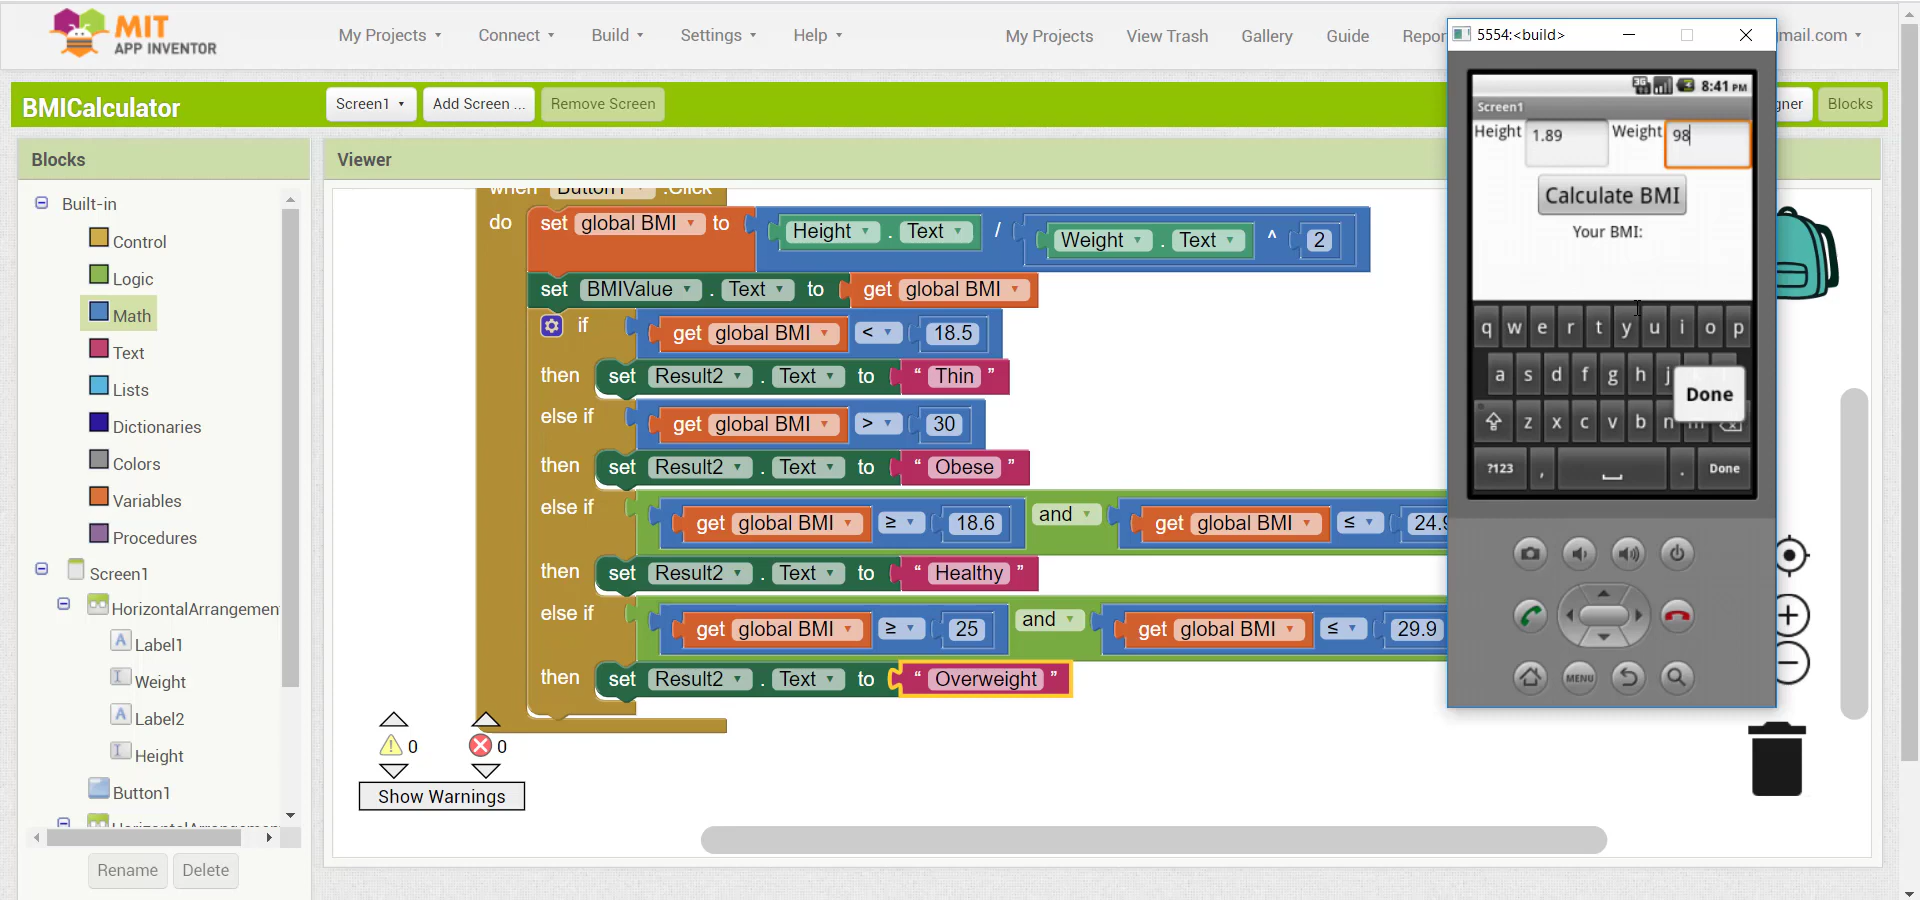 MIT
APP INVENTOR
My Projects
Connect
Build
Settings
Help
My Projects
View Trash
Gallery
Guide
mail.com
BMICalculator
Screen1
Add Screen ...
Remove Screen
Blocks
Blocks
Viewer
Built-in
Control
Logic
Math
Text
Lists
Dictionaries
Colors
Variables
Procedures
Screen1
HorizontalArrangemen
Label1
Weight
Label2
Height
Button1
Rename
Delete
when Button1 .Click
do set global BMI to Height . Text / Weight . Text ^ 2
set BMIValue . Text to get global BMI
if get global BMI < 18.5
then set Result2 . Text to “ Thin ”
else if get global BMI > 30
then set Result2 . Text to “ Obese ”
else if get global BMI ≥ 18.6 and get global BMI ≤ 24.9
then set Result2 . Text to “ Healthy ”
else if get global BMI ≥ 25 and get global BMI ≤ 29.9
then set Result2 . Text to “ Overweight ”
0 0
Show Warnings
5554:<build>
3G 8:41 PM
Screen1
Height 1.89 Weight 98
Calculate BMI
Your BMI:
q w e r t y u i o p
a s d f g h j
Done
z x c v b n m
?123 , . Done
MENU